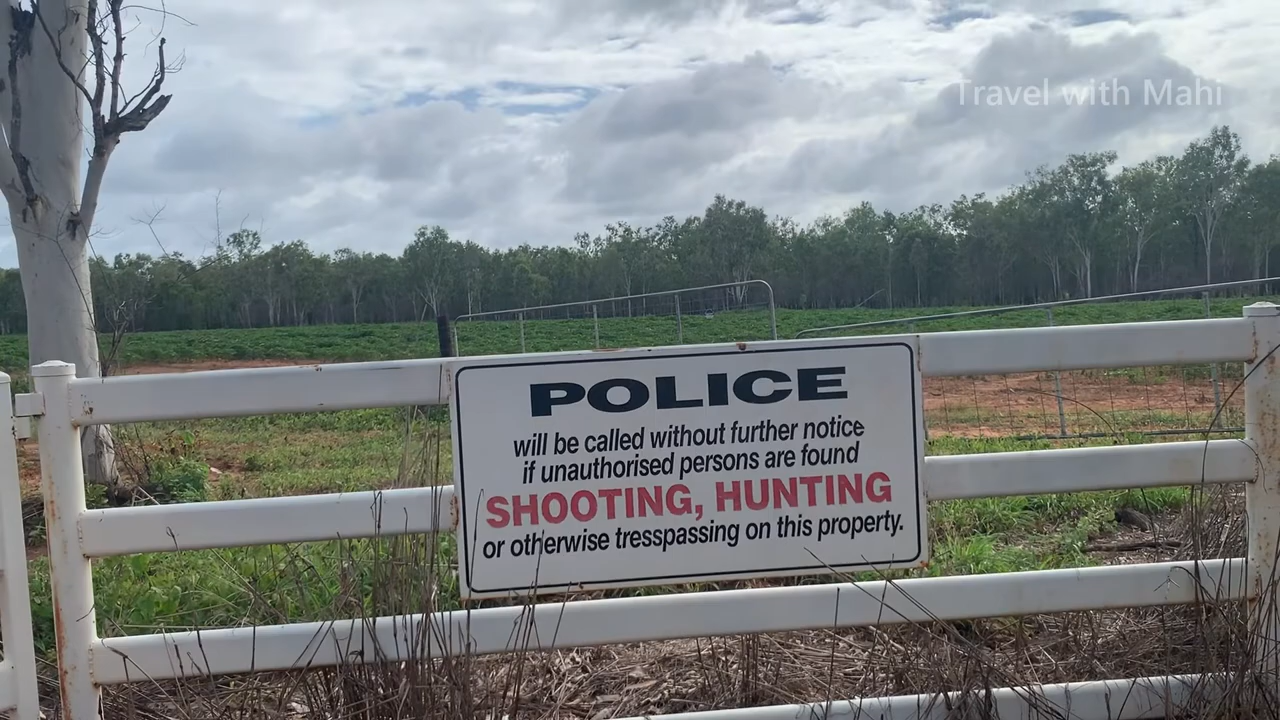 Travel with Mahi
POLICE
will be called without further notice
if unauthorised persons are found
SHOOTING, HUNTING
or otherwise tresspassing on this property.